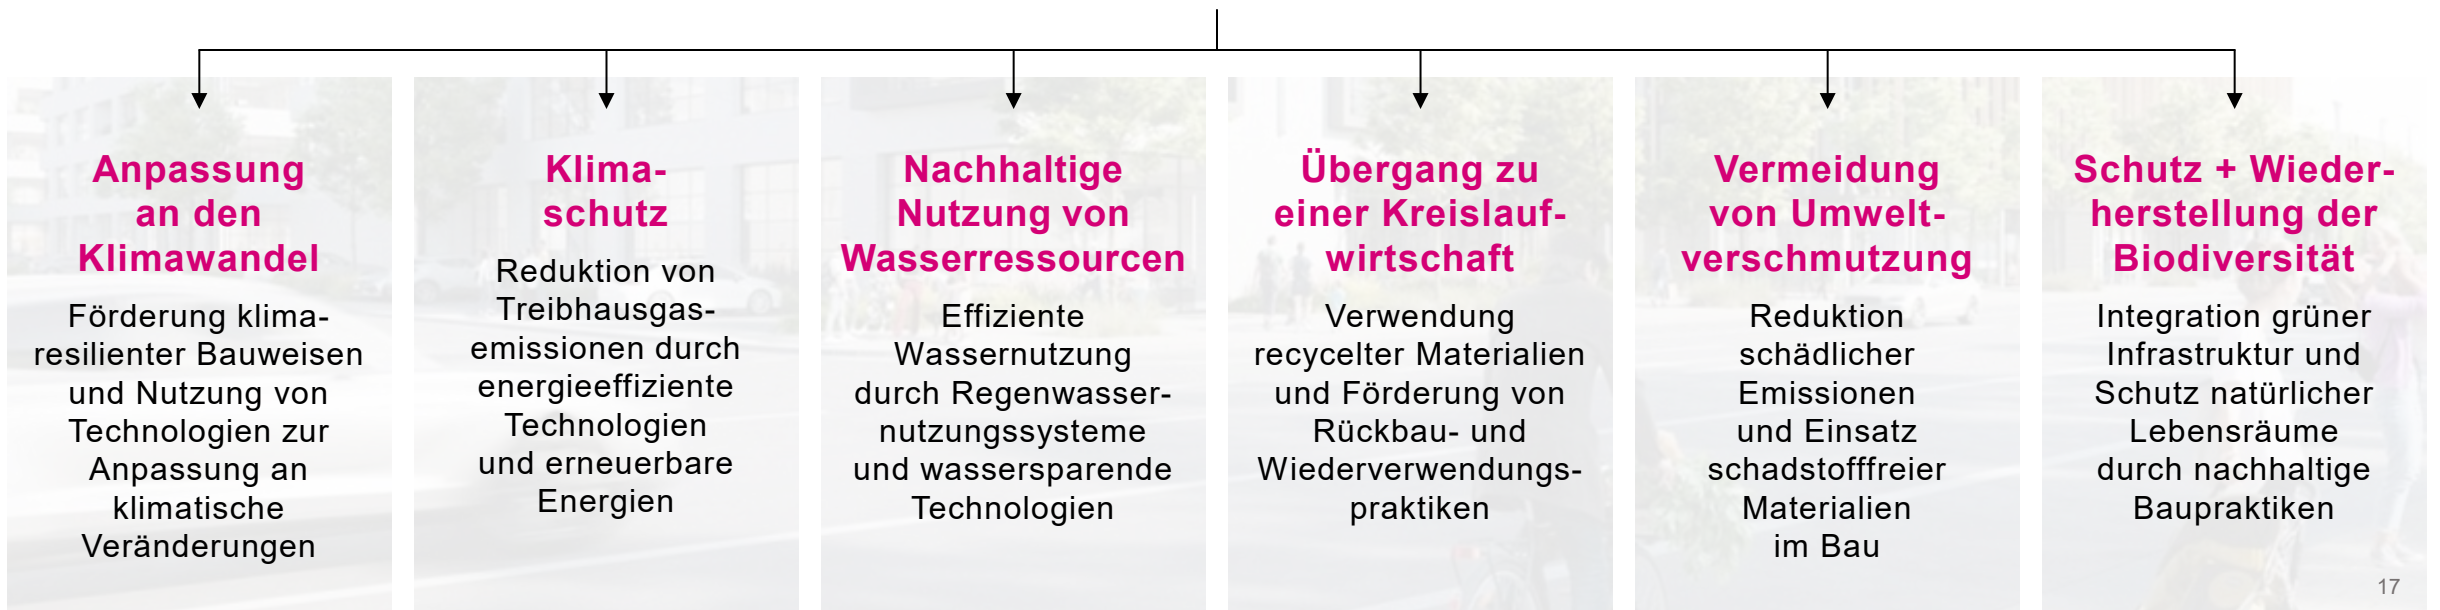 Anpassung
an den
Klimawandel
Förderung klima-
resilienter Bauweisen
und Nutzung von
Technologien zur
Anpassung an
klimatische
Veränderungen
Klima-
schutz
Reduktion von
Treibhausgas-
emissionen durch
energieeffiziente
Technologien
und erneuerbare
Energien
Nachhaltige
Nutzung von
Wasserressourcen
Effiziente
Wassernutzung
durch Regenwasser-
nutzungssysteme
und wassersparende
Technologien
Übergang zu
einer Kreislauf-
wirtschaft
Verwendung
recycelter Materialien
und Förderung von
Rückbau- und
Wiederverwendungs-
praktiken
Vermeidung
von Umwelt-
verschmutzung
Reduktion
schädlicher
Emissionen
und Einsatz
schadstofffreier
Materialien
im Bau
Schutz + Wieder-
herstellung der
Biodiversität
Integration grüner
Infrastruktur und
Schutz natürlicher
Lebensräume
durch nachhaltige
Baupraktiken
17